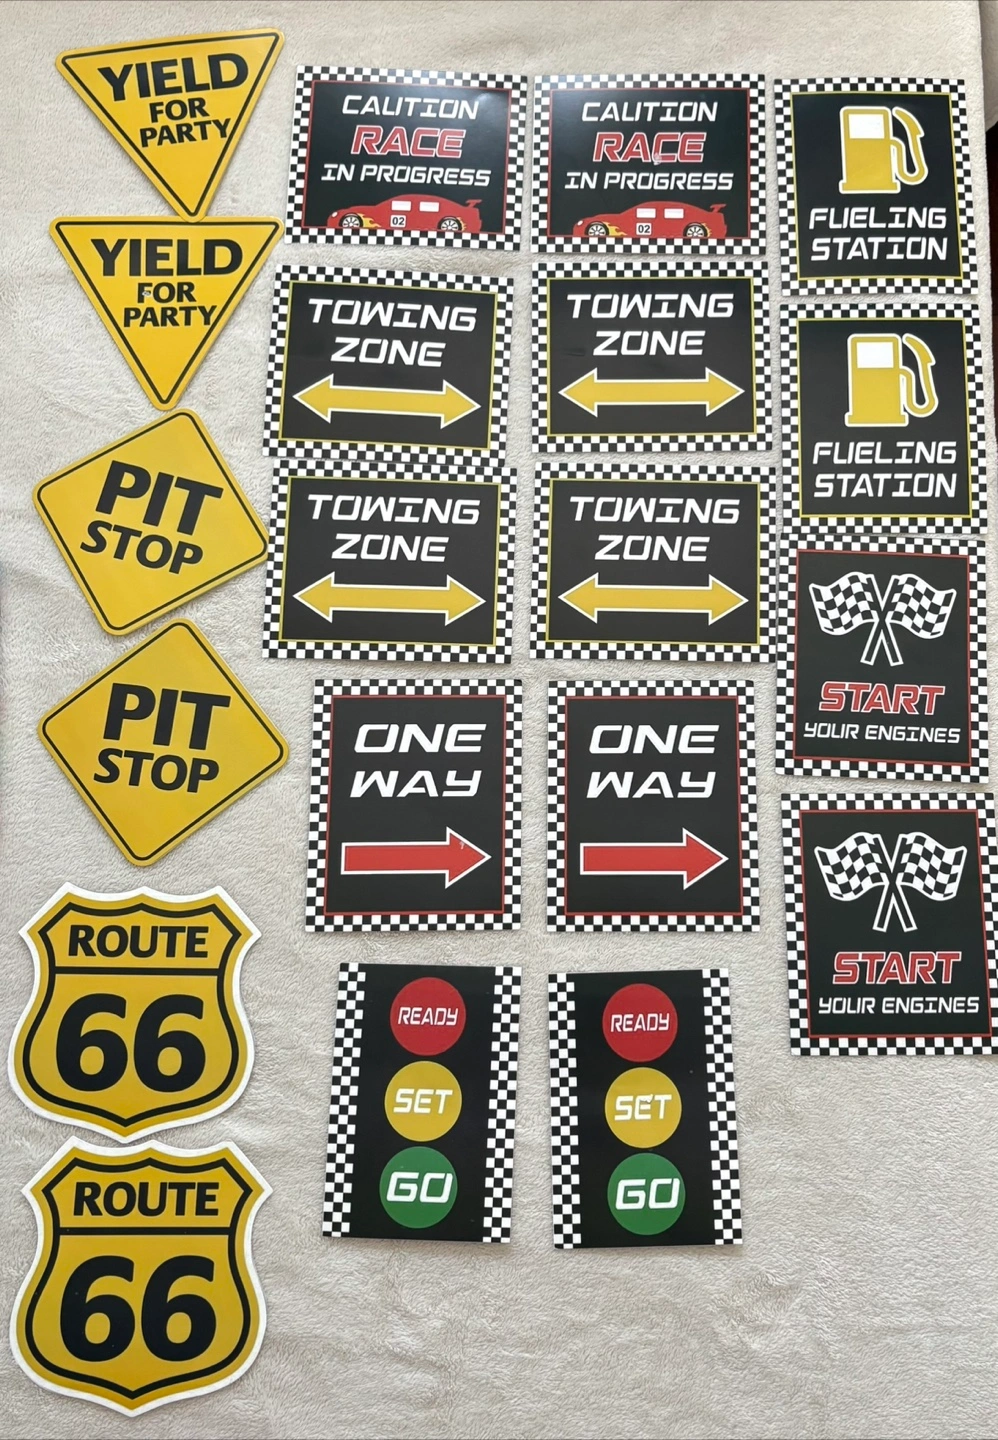 YIELD
FOR
PARTY
YIELD
FOR
PARTY
PIT
STOP
PIT
STOP
ROUTE
66
ROUTE
66
CAUTION
RACE
IN PROGRESS
02
CAUTION
RACE
IN PROGRESS
02
TOWING
ZONE
TOWING
ZONE
TOWING
ZONE
TOWING
ZONE
ONE
WAY
ONE
WAY
READY
SET
GO
READY
SET
GO
FUELING
STATION
FUELING
STATION
START
YOUR ENGINES
START
YOUR ENGINES